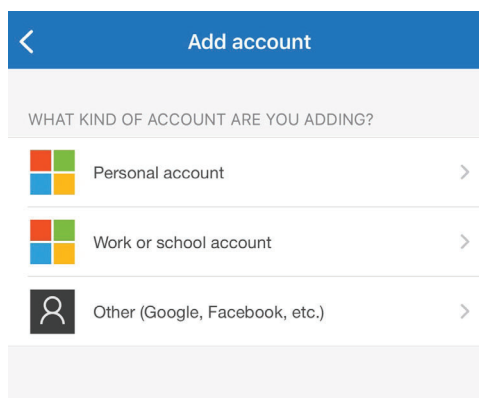 Add account
WHAT KIND OF ACCOUNT ARE YOU ADDING?
Personal account
Work or school account
Other (Google, Facebook, etc.)